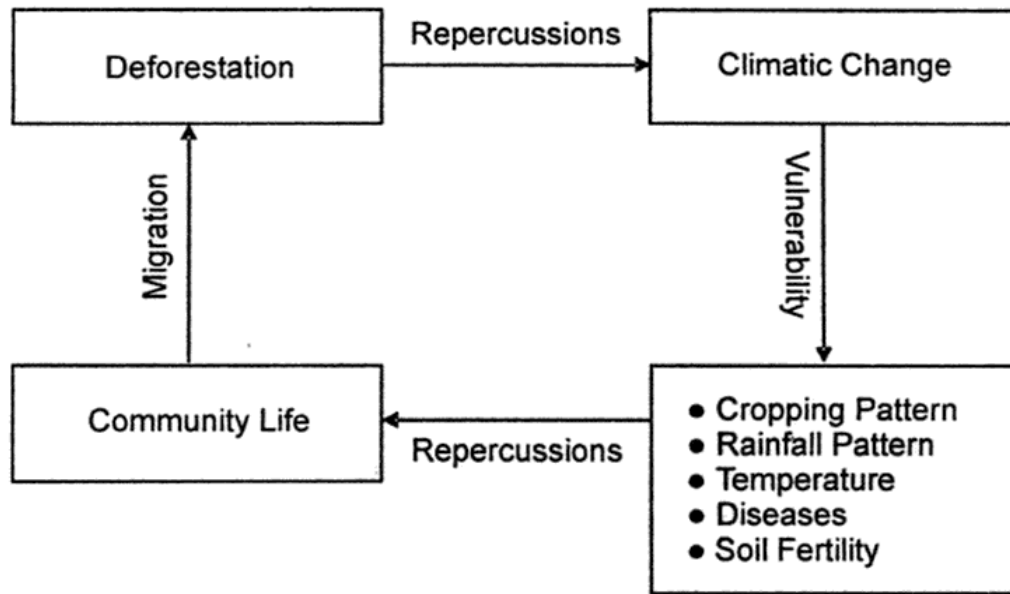 Deforestation
Repercussions
Climatic Change
Migration
Vulnerability
Community Life
Repercussions
● Cropping Pattern
● Rainfall Pattern
● Temperature
● Diseases
● Soil Fertility